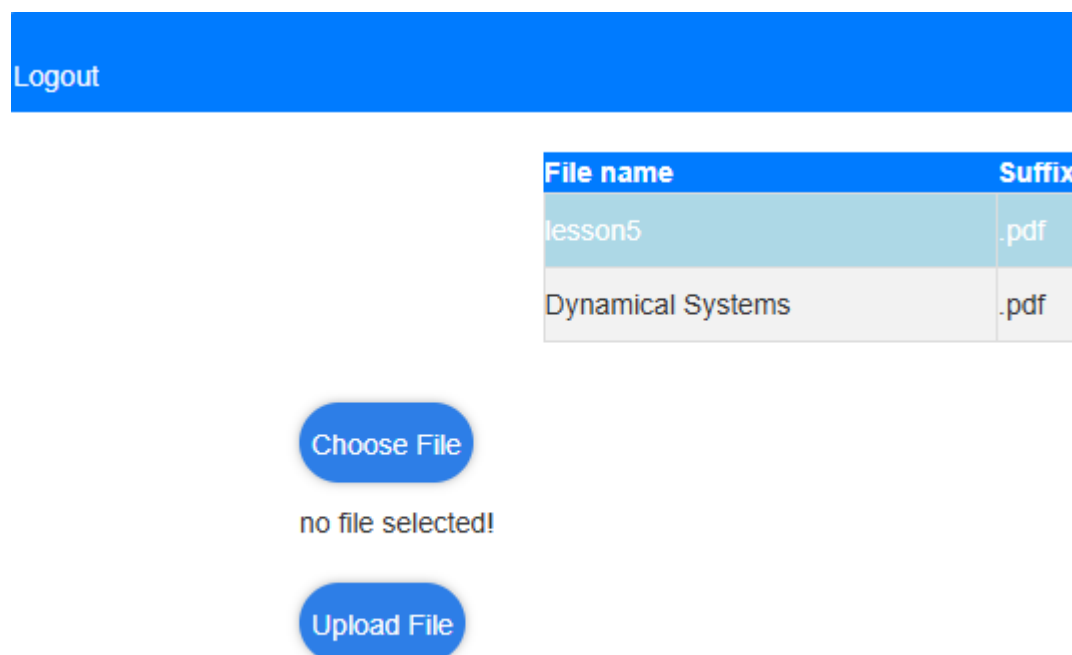 Logout
File name Suffix
lesson5 .pdf
Dynamical Systems .pdf
Choose File
no file selected!
Upload File